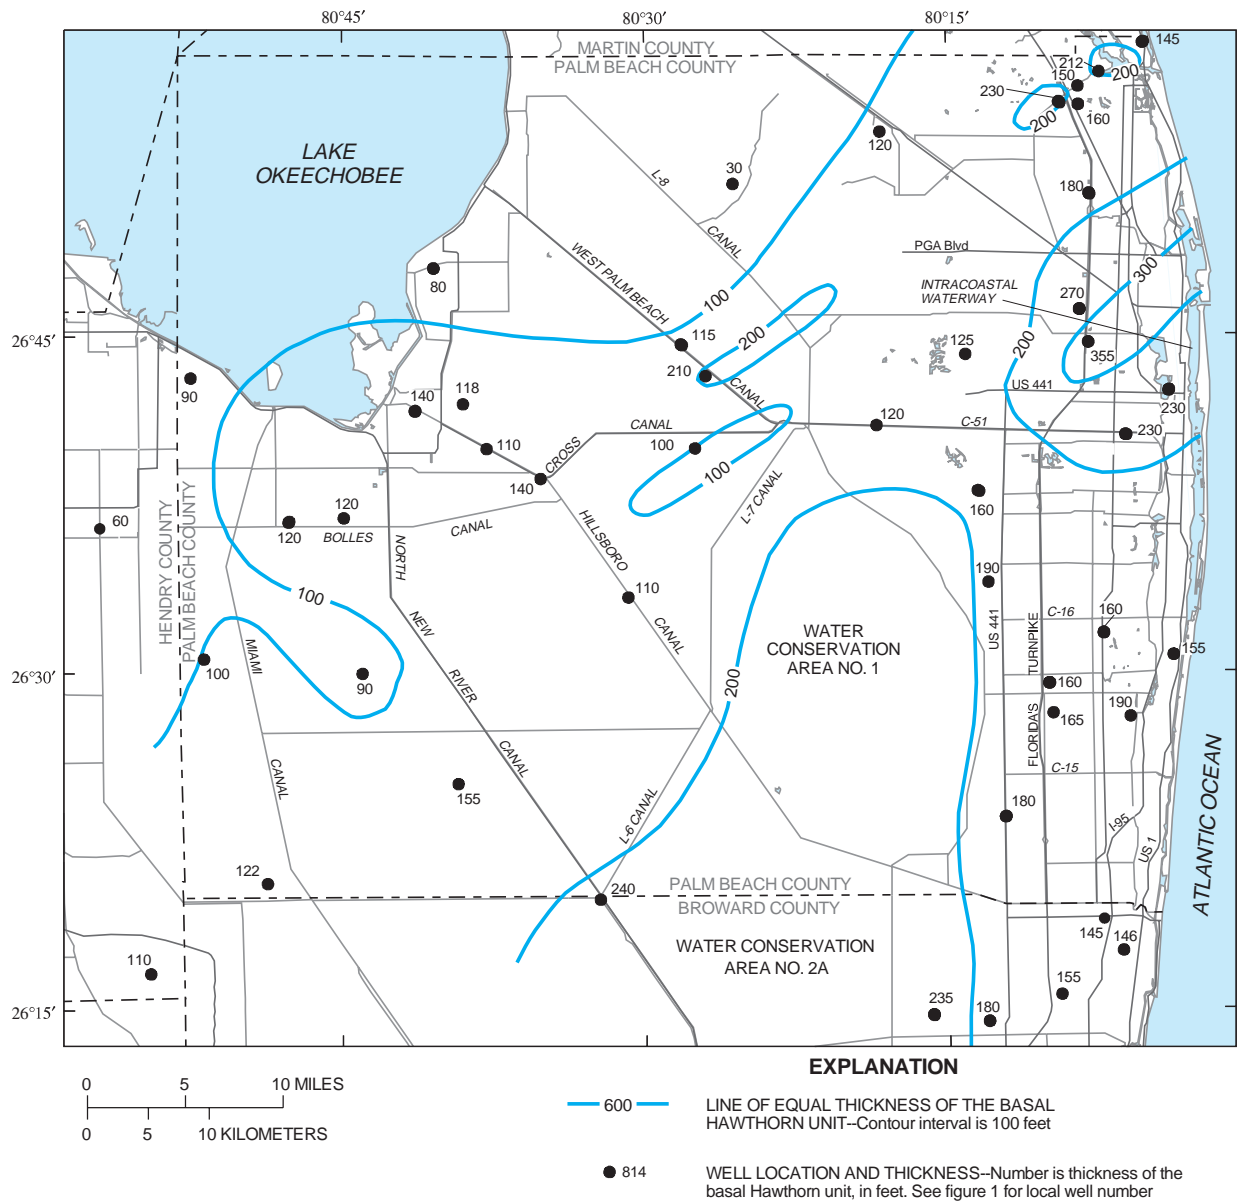 80°45′
80°30′
80°15′
MARTIN COUNTY
PALM BEACH COUNTY
145
212
200
150
230
200
160
120
LAKE
OKEECHOBEE
30
L-8
CANAL
180
PGA Blvd
WEST PALM BEACH
CANAL
80
100
INTRACOASTAL
WATERWAY
300
270
26°45′
115
200
210
125
200
355
US 441
230
90
118
140
110
CROSS
CANAL
100
100
120
C-51
230
140
L-7 CANAL
60
120
120
BOLLES
CANAL
HILLSBORO
CANAL
160
HENDRY COUNTY
PALM BEACH COUNTY
NORTH
NEW
RIVER
CANAL
100
110
190
US 441
C-16
160
FLORIDA'S
TURNPIKE
WATER
CONSERVATION
AREA NO. 1
155
26°30′
100
MIAMI
CANAL
90
200
160
165
190
C-15
155
L-6 CANAL
180
I-95
US 1
ATLANTIC OCEAN
122
240
PALM BEACH COUNTY
BROWARD COUNTY
145
146
WATER CONSERVATION
AREA NO. 2A
110
155
26°15′
235
180
EXPLANATION
0 5 10 MILES
0 5 10 KILOMETERS
600
LINE OF EQUAL THICKNESS OF THE BASAL
HAWTHORN UNIT--Contour interval is 100 feet
814
WELL LOCATION AND THICKNESS--Number is thickness of the
basal Hawthorn unit, in feet. See figure 1 for local well number